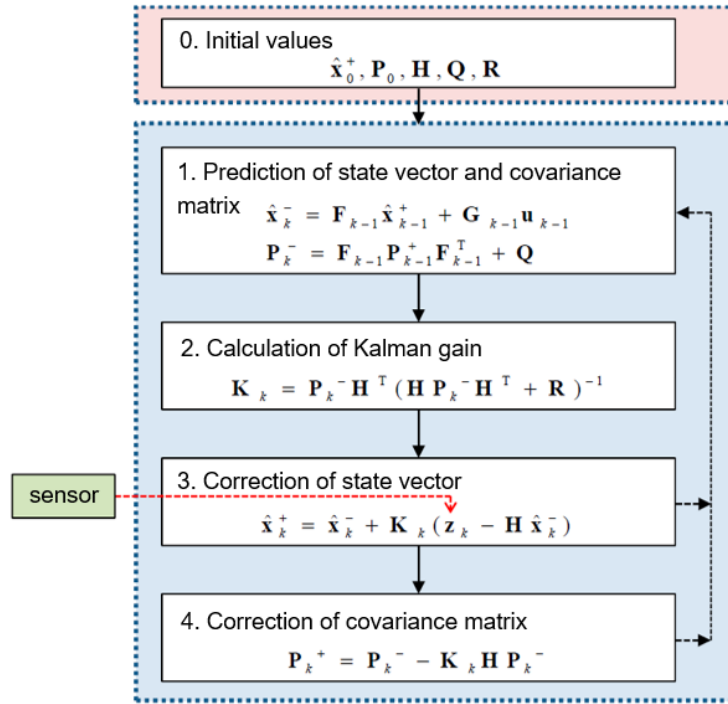 0. Initial values
x̂₀⁺, P₀, H, Q, R
1. Prediction of state vector and covariance
matrix
x̂ₖ⁻ = Fₖ₋₁x̂ₖ₋₁⁺ + Gₖ₋₁uₖ₋₁
Pₖ⁻ = Fₖ₋₁Pₖ₋₁⁺Fₖ₋₁ᵀ + Q
2. Calculation of Kalman gain
Kₖ = Pₖ⁻Hᵀ(HPₖ⁻Hᵀ + R)⁻¹
3. Correction of state vector
sensor
x̂ₖ⁺ = x̂ₖ⁻ + Kₖ(zₖ − Hx̂ₖ⁻)
4. Correction of covariance matrix
Pₖ⁺ = Pₖ⁻ − KₖHPₖ⁻